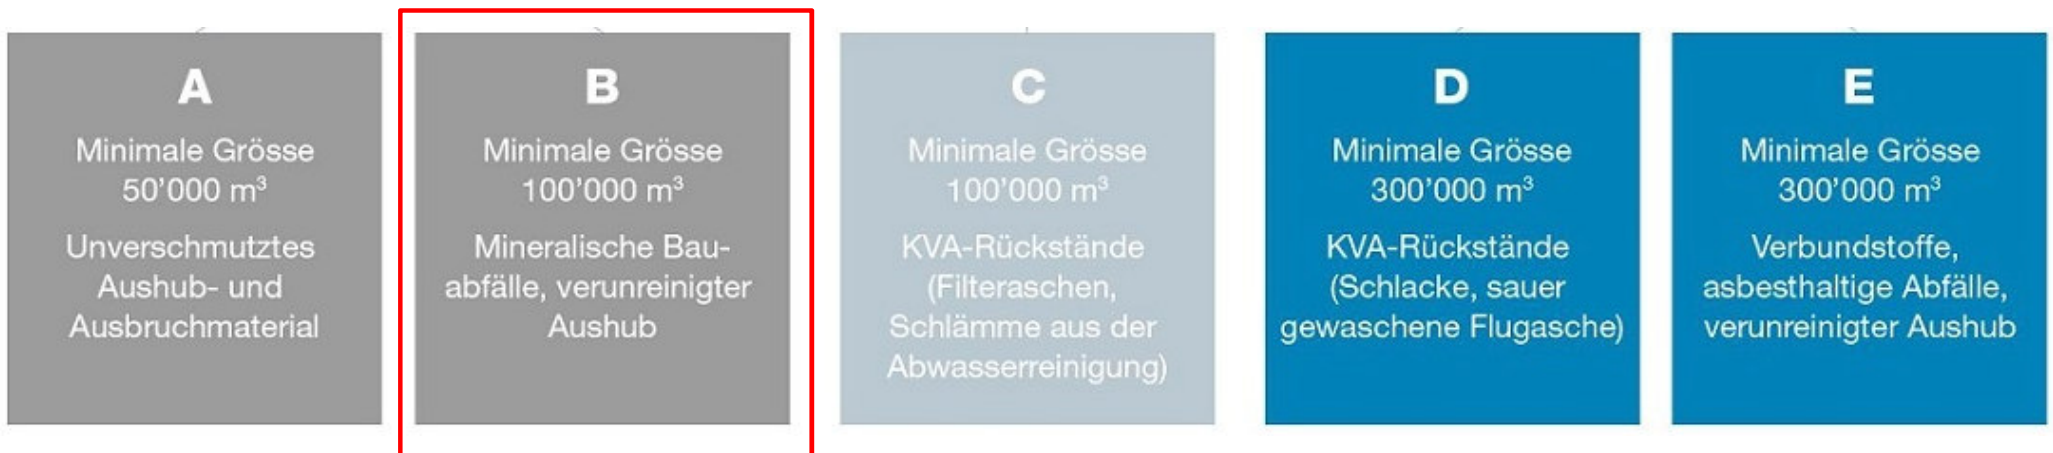 A
Minimale Grösse
50’000 m³
Unverschmutztes
Aushub- und
Ausbruchmaterial
B
Minimale Grösse
100’000 m³
Mineralische Bau-
abfälle, verunreinigter
Aushub
C
Minimale Grösse
100’000 m³
KVA-Rückstände
(Filteraschen,
Schlämme aus der
Abwasserreinigung)
D
Minimale Grösse
300’000 m³
KVA-Rückstände
(Schlacke, sauer
gewaschene Flugasche)
E
Minimale Grösse
300’000 m³
Verbundstoffe,
asbesthaltige Abfälle,
verunreinigter Aushub